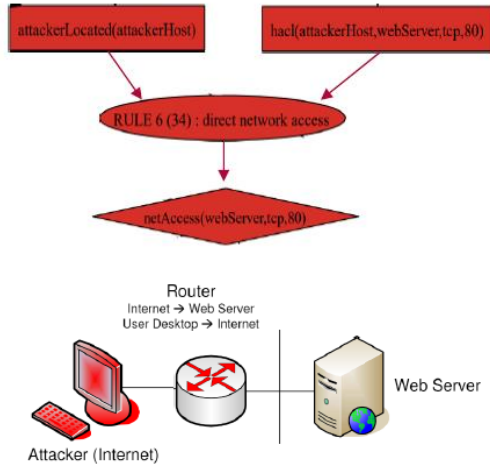 attackerLocated(attackerHost)
hacl(attackerHost,webServer,tcp,80)
RULE 6 (34) : direct network access
netAccess(webServer,tcp,80)
Router
Internet → Web Server
User Desktop → Internet
Web Server
Attacker (Internet)